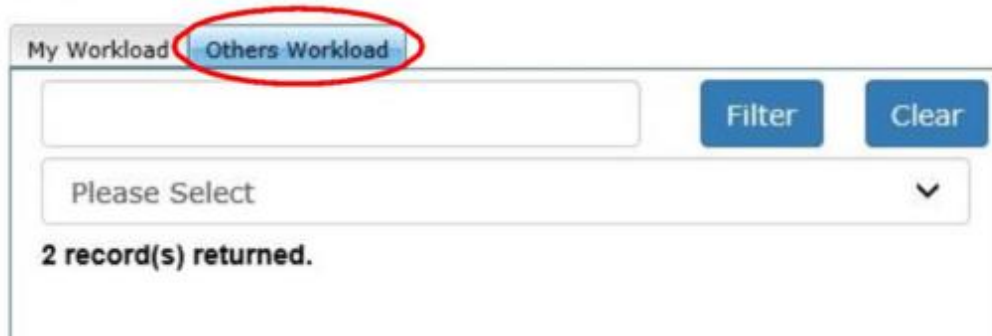 My Workload Others Workload
Filter Clear
Please Select
2 record(s) returned.